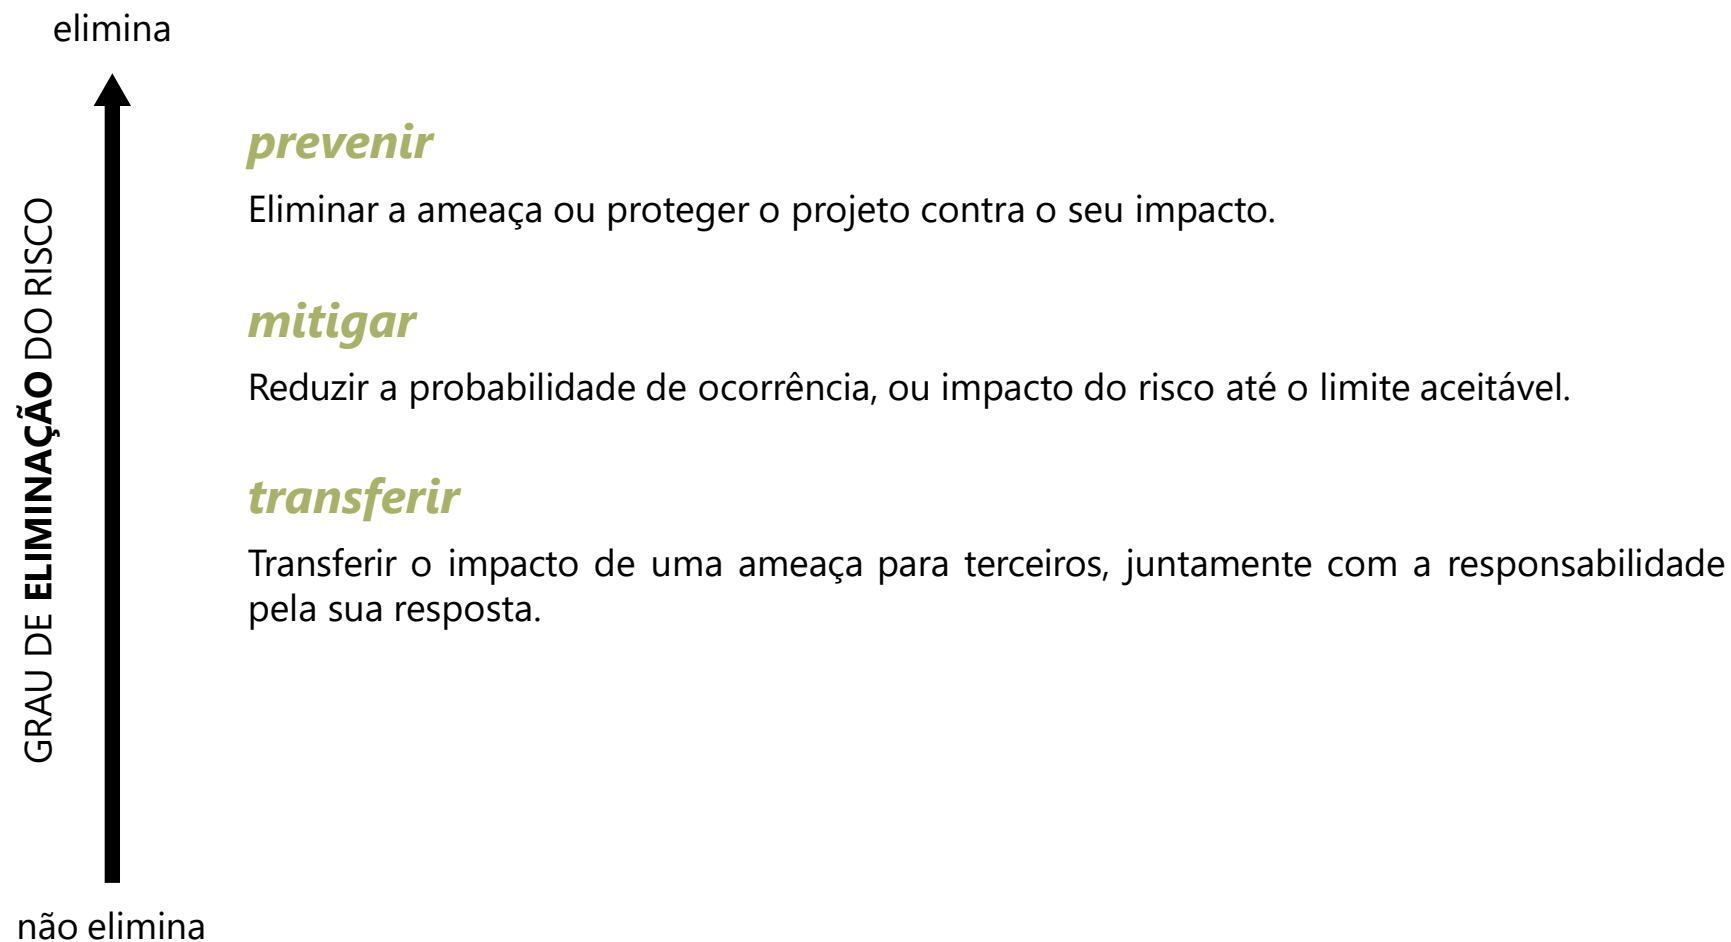 elimina
GRAU DE ELIMINAÇÃO DO RISCO
prevenir
Eliminar a ameaça ou proteger o projeto contra o seu impacto.
mitigar
Reduzir a probabilidade de ocorrência, ou impacto do risco até o limite aceitável.
transferir
Transferir o impacto de uma ameaça para terceiros, juntamente com a responsabilidade
pela sua resposta.
não elimina